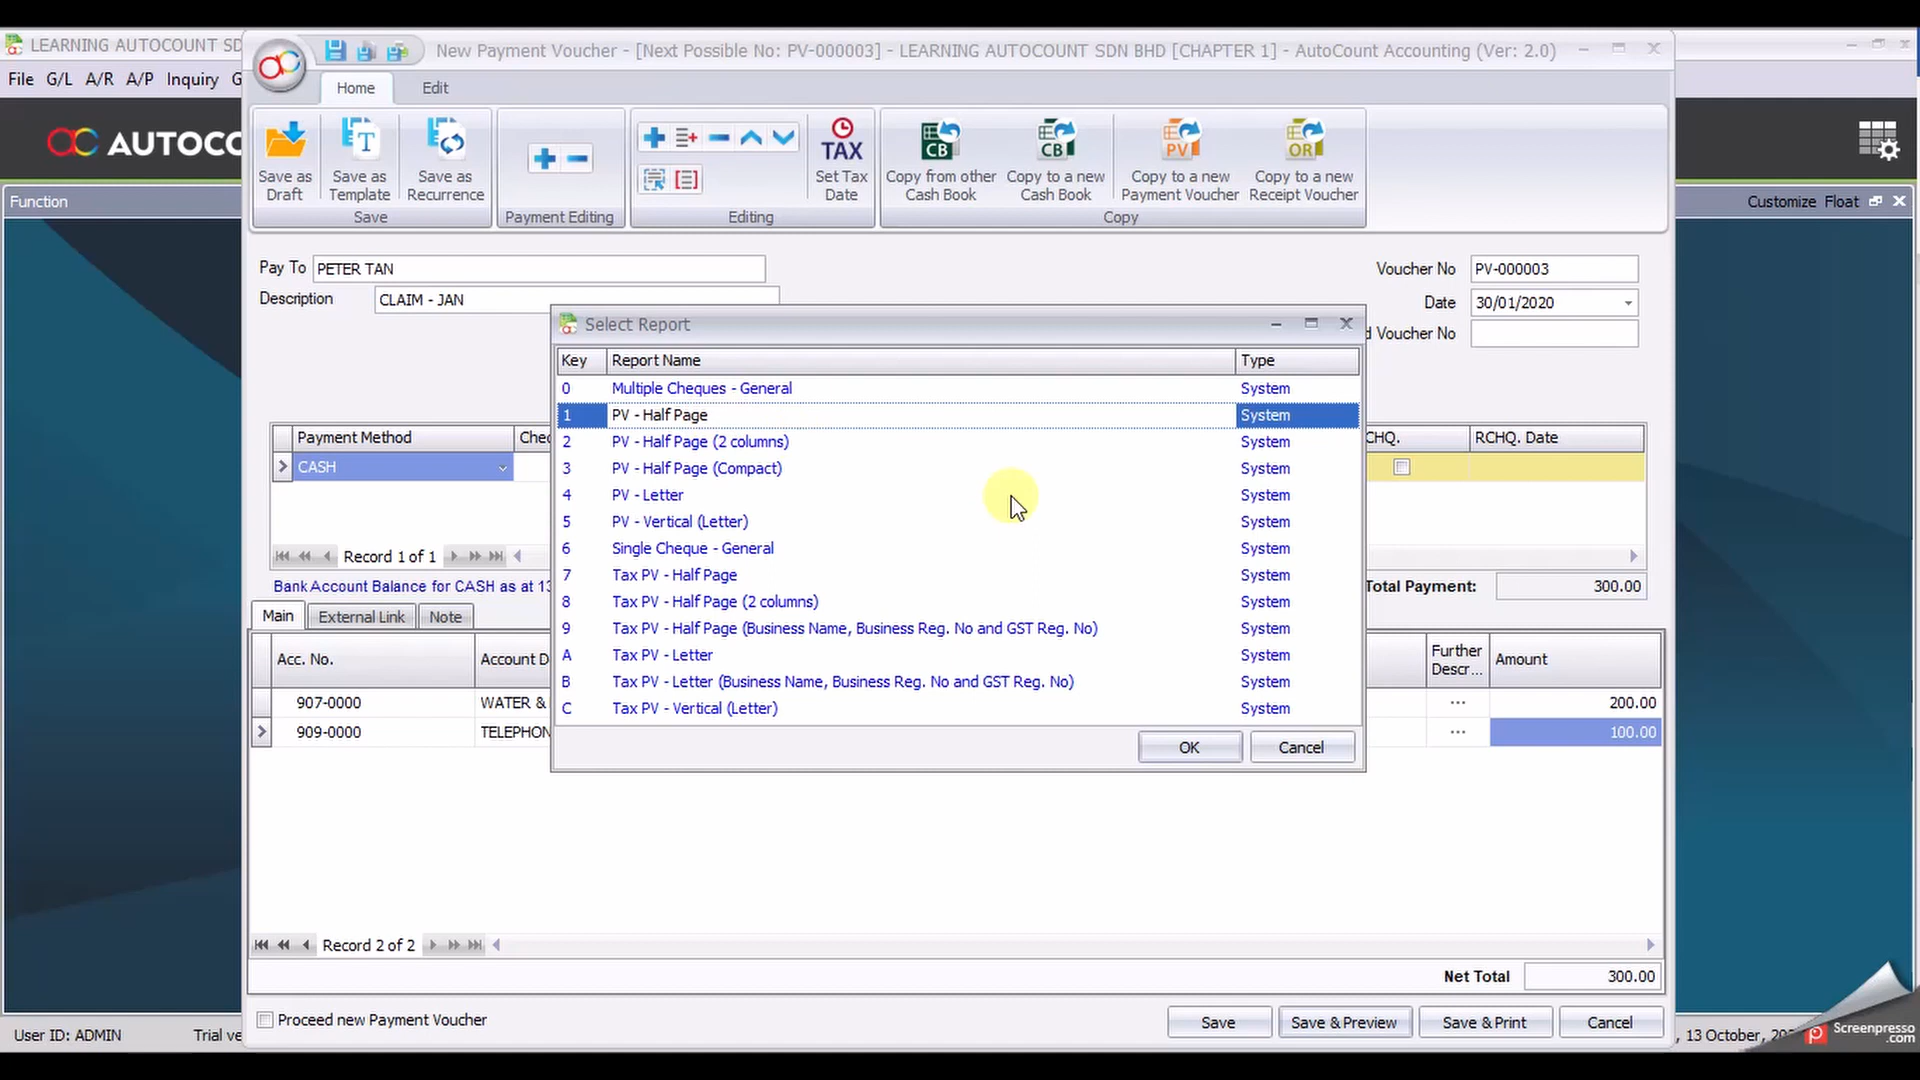 LEARNING AUTOCOUNT SD
New Payment Voucher - [Next Possible No: PV-000003] - LEARNING AUTOCOUNT SDN BHD [CHAPTER 1] - AutoCount Accounting (Ver: 2.0)
File G/L A/R A/P Inquiry G
Home Edit
AUTOCO
Save as Draft
Save as Template
Save as Recurrence
TAX
Set Tax Date
CB
Copy from other Cash Book
CB
Copy to a new Cash Book
PV
Copy to a new Payment Voucher
OR
Copy to a new Receipt Voucher
Save
Payment Editing
Editing
Copy
Function
Customize Float
Pay To PETER TAN
Voucher No PV-000003
Description CLAIM - JAN
Date 30/01/2020
d Voucher No
Select Report
Key Report Name Type
0 Multiple Cheques - General System
1 PV - Half Page System
2 PV - Half Page (2 columns) System
3 PV - Half Page (Compact) System
4 PV - Letter System
5 PV - Vertical (Letter) System
6 Single Cheque - General System
7 Tax PV - Half Page System
8 Tax PV - Half Page (2 columns) System
9 Tax PV - Half Page (Business Name, Business Reg. No and GST Reg. No) System
A Tax PV - Letter System
B Tax PV - Letter (Business Name, Business Reg. No and GST Reg. No) System
C Tax PV - Vertical (Letter) System
OK Cancel
Payment Method Chec
CHQ. RCHQ. Date
CASH
Record 1 of 1
Bank Account Balance for CASH as at 13
Total Payment: 300.00
Main External Link Note
Acc. No. Account D
Further Descr... Amount
907-0000 WATER & ... 200.00
909-0000 TELEPHON ... 100.00
Record 2 of 2
Net Total 300.00
Proceed new Payment Voucher
Save Save & Preview Save & Print Cancel
User ID: ADMIN Trial ve
, 13 October, 20
Screenpresso
.com